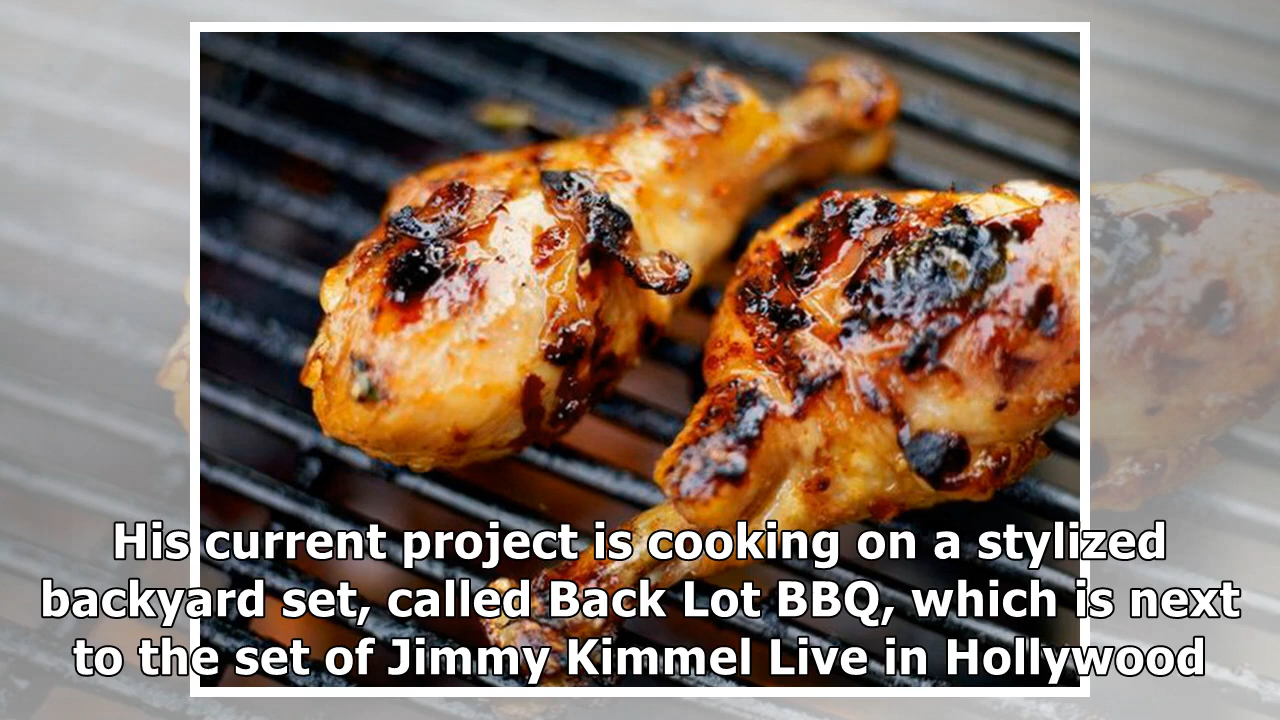 His current project is cooking on a stylized
backyard set, called Back Lot BBQ, which is next
to the set of Jimmy Kimmel Live in Hollywood